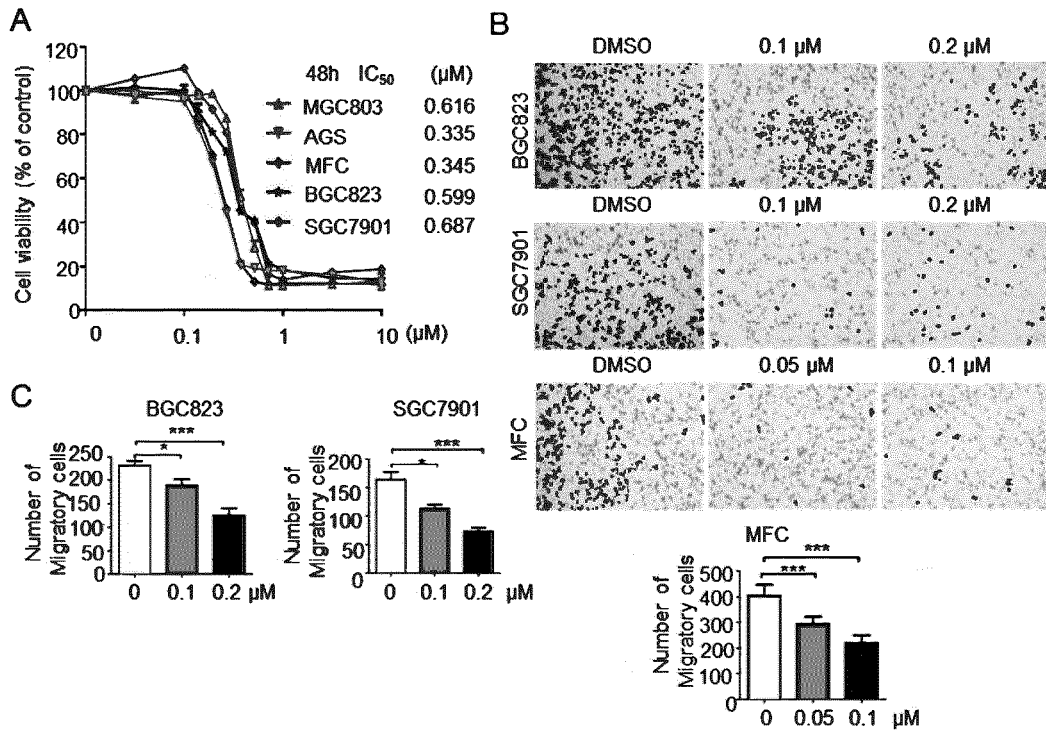 A
Cell viability (% of control)
120
100
80
60
40
20
0
0 0.1 1 10 (µM)
48h IC50 (µM)
MGC803 0.616
AGS 0.335
MFC 0.345
BGC823 0.599
SGC7901 0.687
B
DMSO 0.1 µM 0.2 µM
BGC823
DMSO 0.1 µM 0.2 µM
SGC7901
DMSO 0.05 µM 0.1 µM
MFC
C
BGC823
***
*
Number of
Migratory cells
250
200
150
100
50
0
0 0.1 0.2 µM
SGC7901
***
*
Number of
Migratory cells
200
150
100
50
0
0 0.1 0.2 µM
MFC
***
***
Number of
Migratory cells
400
300
200
0
0 0.05 0.1 µM